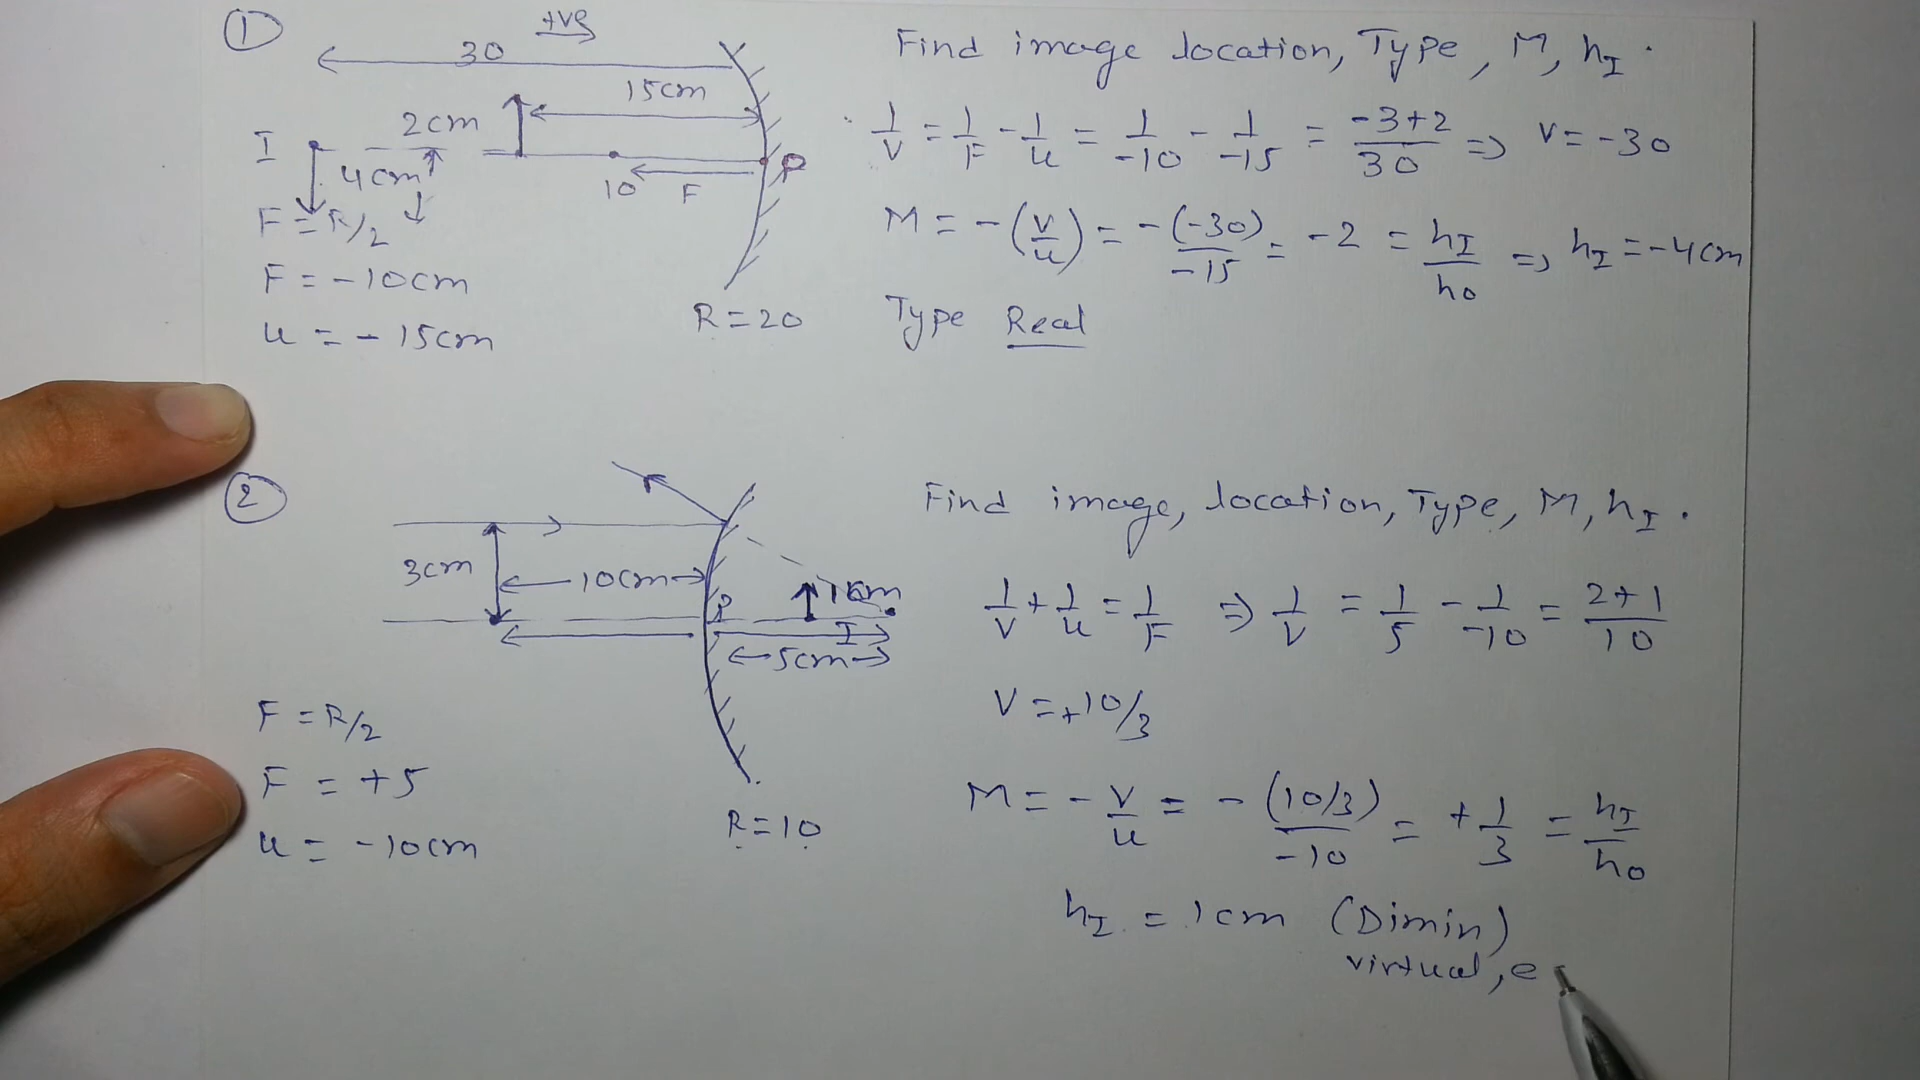 ①
+ve
30
Find image location, Type, M, hI.
15cm
2cm
1/v = 1/F - 1/u = 1/-10 - 1/-15 = -3+2/30 => v = -30
I
P
4cm
10
F
F = R/2
M = -(v/u) = -(-30)/-15 = -2 = hI/ho => hI = -4cm
F = -10cm
R = 20
Type Real
u = -15cm
②
Find image, location, Type, M, hI.
3cm
10cm
1cm
1/v + 1/u = 1/F => 1/v = 1/5 - 1/-10 = 2+1/10
P
I
5cm
F = R/2
v = +10/3
F = +5
M = -v/u = -(10/3)/-10 = +1/3 = hI/ho
R = 10
u = -10cm
hI = 1cm (Dimin)
virtual, e